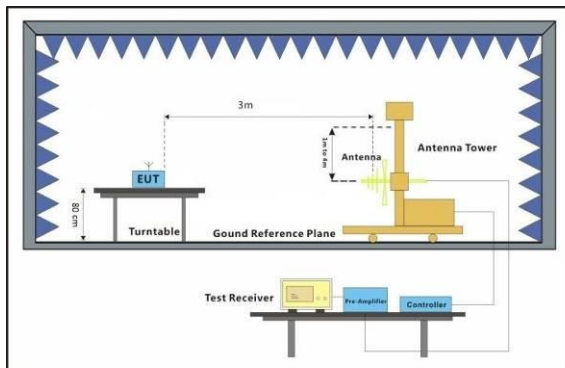 3m
1m to 4m
Antenna
Antenna Tower
EUT
80 cm
Turntable
Gound Reference Plane
Test Receiver
Pre-Amplifier
Controller